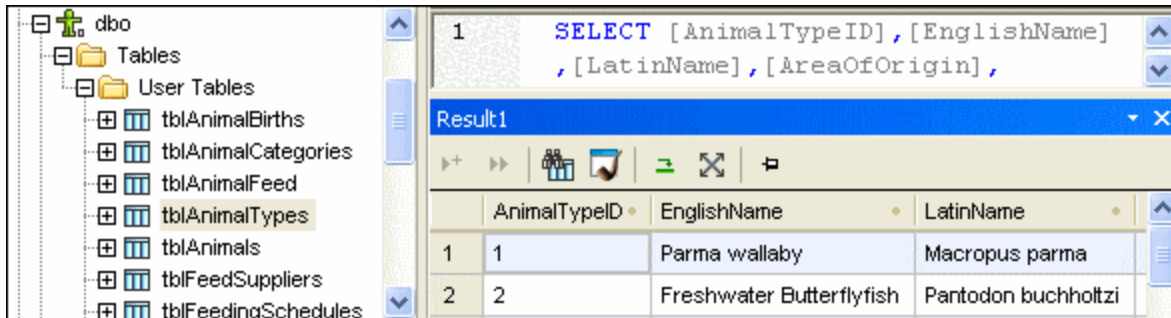 dbo
Tables
User Tables
tblAnimalBirths
tblAnimalCategories
tblAnimalFeed
tblAnimalTypes
tblAnimals
tblFeedSuppliers
tblFeedingSchedules
1 SELECT [AnimalTypeID],[EnglishName]
,[LatinName],[AreaOfOrigin],
Result1
AnimalTypeID EnglishName LatinName
1 1 Parma wallaby Macropus parma
2 2 Freshwater Butterflyfish Pantodon buchholtzi